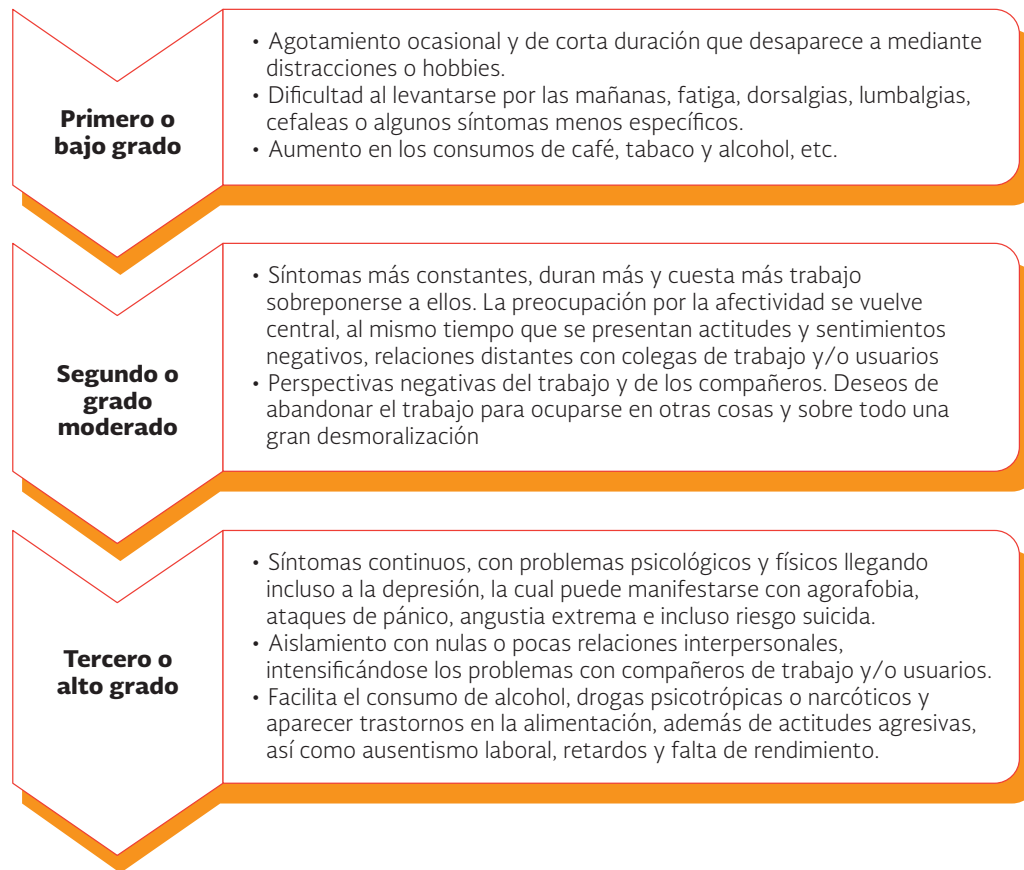 Primero o
bajo grado
• Agotamiento ocasional y de corta duración que desaparece a mediante
distracciones o hobbies.
• Dificultad al levantarse por las mañanas, fatiga, dorsalgias, lumbalgias,
cefaleas o algunos síntomas menos específicos.
• Aumento en los consumos de café, tabaco y alcohol, etc.
Segundo o
grado
moderado
• Síntomas más constantes, duran más y cuesta más trabajo
sobreponerse a ellos. La preocupación por la afectividad se vuelve
central, al mismo tiempo que se presentan actitudes y sentimientos
negativos, relaciones distantes con colegas de trabajo y/o usuarios
• Perspectivas negativas del trabajo y de los compañeros. Deseos de
abandonar el trabajo para ocuparse en otras cosas y sobre todo una
gran desmoralización
Tercero o
alto grado
• Síntomas continuos, con problemas psicológicos y físicos llegando
incluso a la depresión, la cual puede manifestarse con agorafobia,
ataques de pánico, angustia extrema e incluso riesgo suicida.
• Aislamiento con nulas o pocas relaciones interpersonales,
intensificándose los problemas con compañeros de trabajo y/o usuarios.
• Facilita el consumo de alcohol, drogas psicotrópicas o narcóticos y
aparecer trastornos en la alimentación, además de actitudes agresivas,
así como ausentismo laboral, retardos y falta de rendimiento.